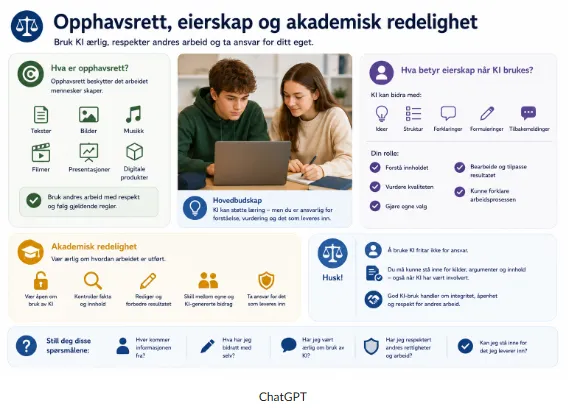 Opphavsrett, eierskap og akademisk redelighet
Bruk KI ærlig, respekter andres arbeid og ta ansvar for ditt eget.
Hva er opphavsrett?
Opphavsrett beskytter det arbeidet
mennesker skaper.
Tekster
Bilder
Musikk
Filmer
Presentasjoner
Digitale
produkter
Bruk andres arbeid med respekt
og følg gjeldende regler.
Hovedbudskap
KI kan støtte læring – men du er ansvarlig for
forståelse, vurdering og det som leveres inn.
Hva betyr eierskap når KI brukes?
KI kan bidra med:
Ideer
Struktur
Forklaringer
Formuleringer
Tilbakemeldinger
Din rolle:
Forstå innholdet
Vurdere kvaliteten
Gjøre egne valg
Bearbeide og tilpasse
resultatet
Kunne forklare
arbeidsprosessen
Akademisk redelighet
Vær ærlig om hvordan arbeidet er utført.
Vær åpen om
bruk av KI
Kontroller fakta
og innhold
Rediger og
forbedre resultatet
Skill mellom egne og
KI-genererte bidrag
Ta ansvar for det
som leveres inn
Husk!
Å bruke KI fritar ikke for ansvar.
Du må kunne stå inne for kilder, argumenter og innhold
– også når KI har vært involvert.
God KI-bruk handler om integritet, åpenhet
og respekt for andres arbeid.
Still deg disse
spørsmålene:
Hver kommer
informasjonen
fra?
Hva har jeg
bidratt med
selv?
Har jeg vært
ærlig om bruk av
KI?
Har jeg respektert
andres rettigheter
og arbeid?
Kan jeg stå inne for
det jeg leverer inn?
ChatGPT